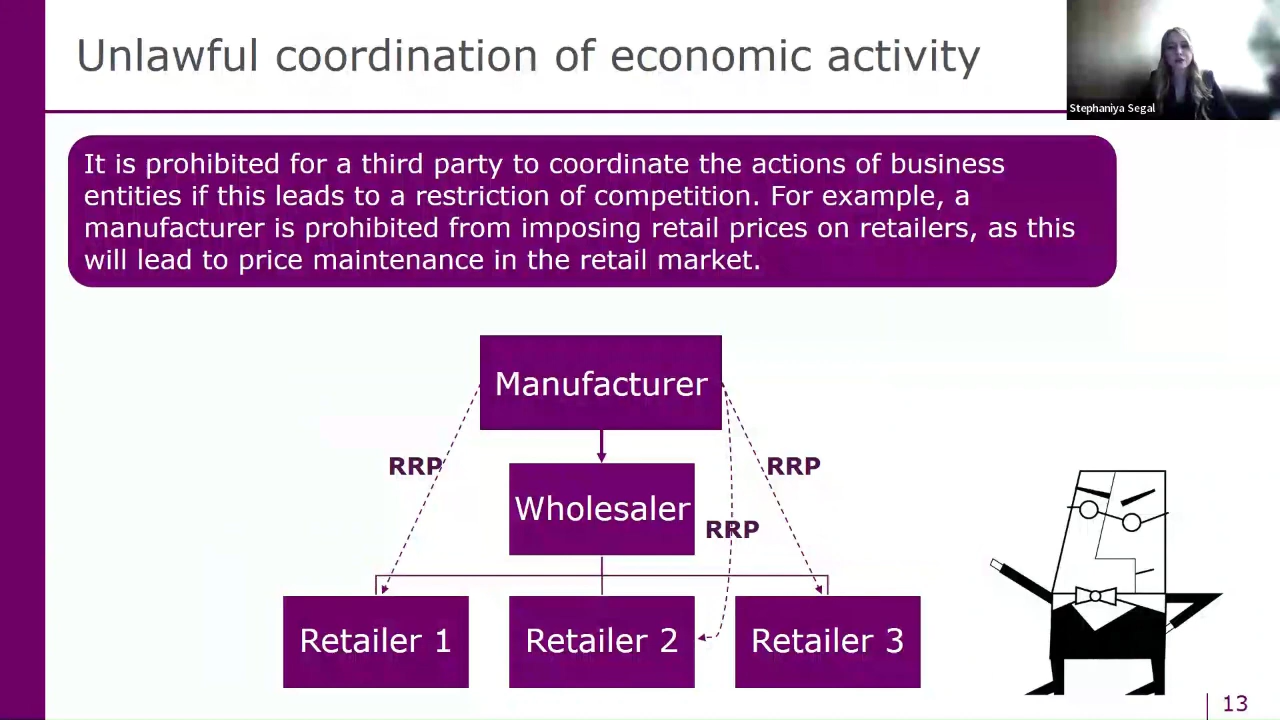 Unlawful coordination of economic activity
Stephaniya Segal
It is prohibited for a third party to coordinate the actions of business
entities if this leads to a restriction of competition. For example, a
manufacturer is prohibited from imposing retail prices on retailers, as this
will lead to price maintenance in the retail market.
Manufacturer
RRP
RRP
Wholesaler
RRP
Retailer 1
Retailer 2
Retailer 3
13